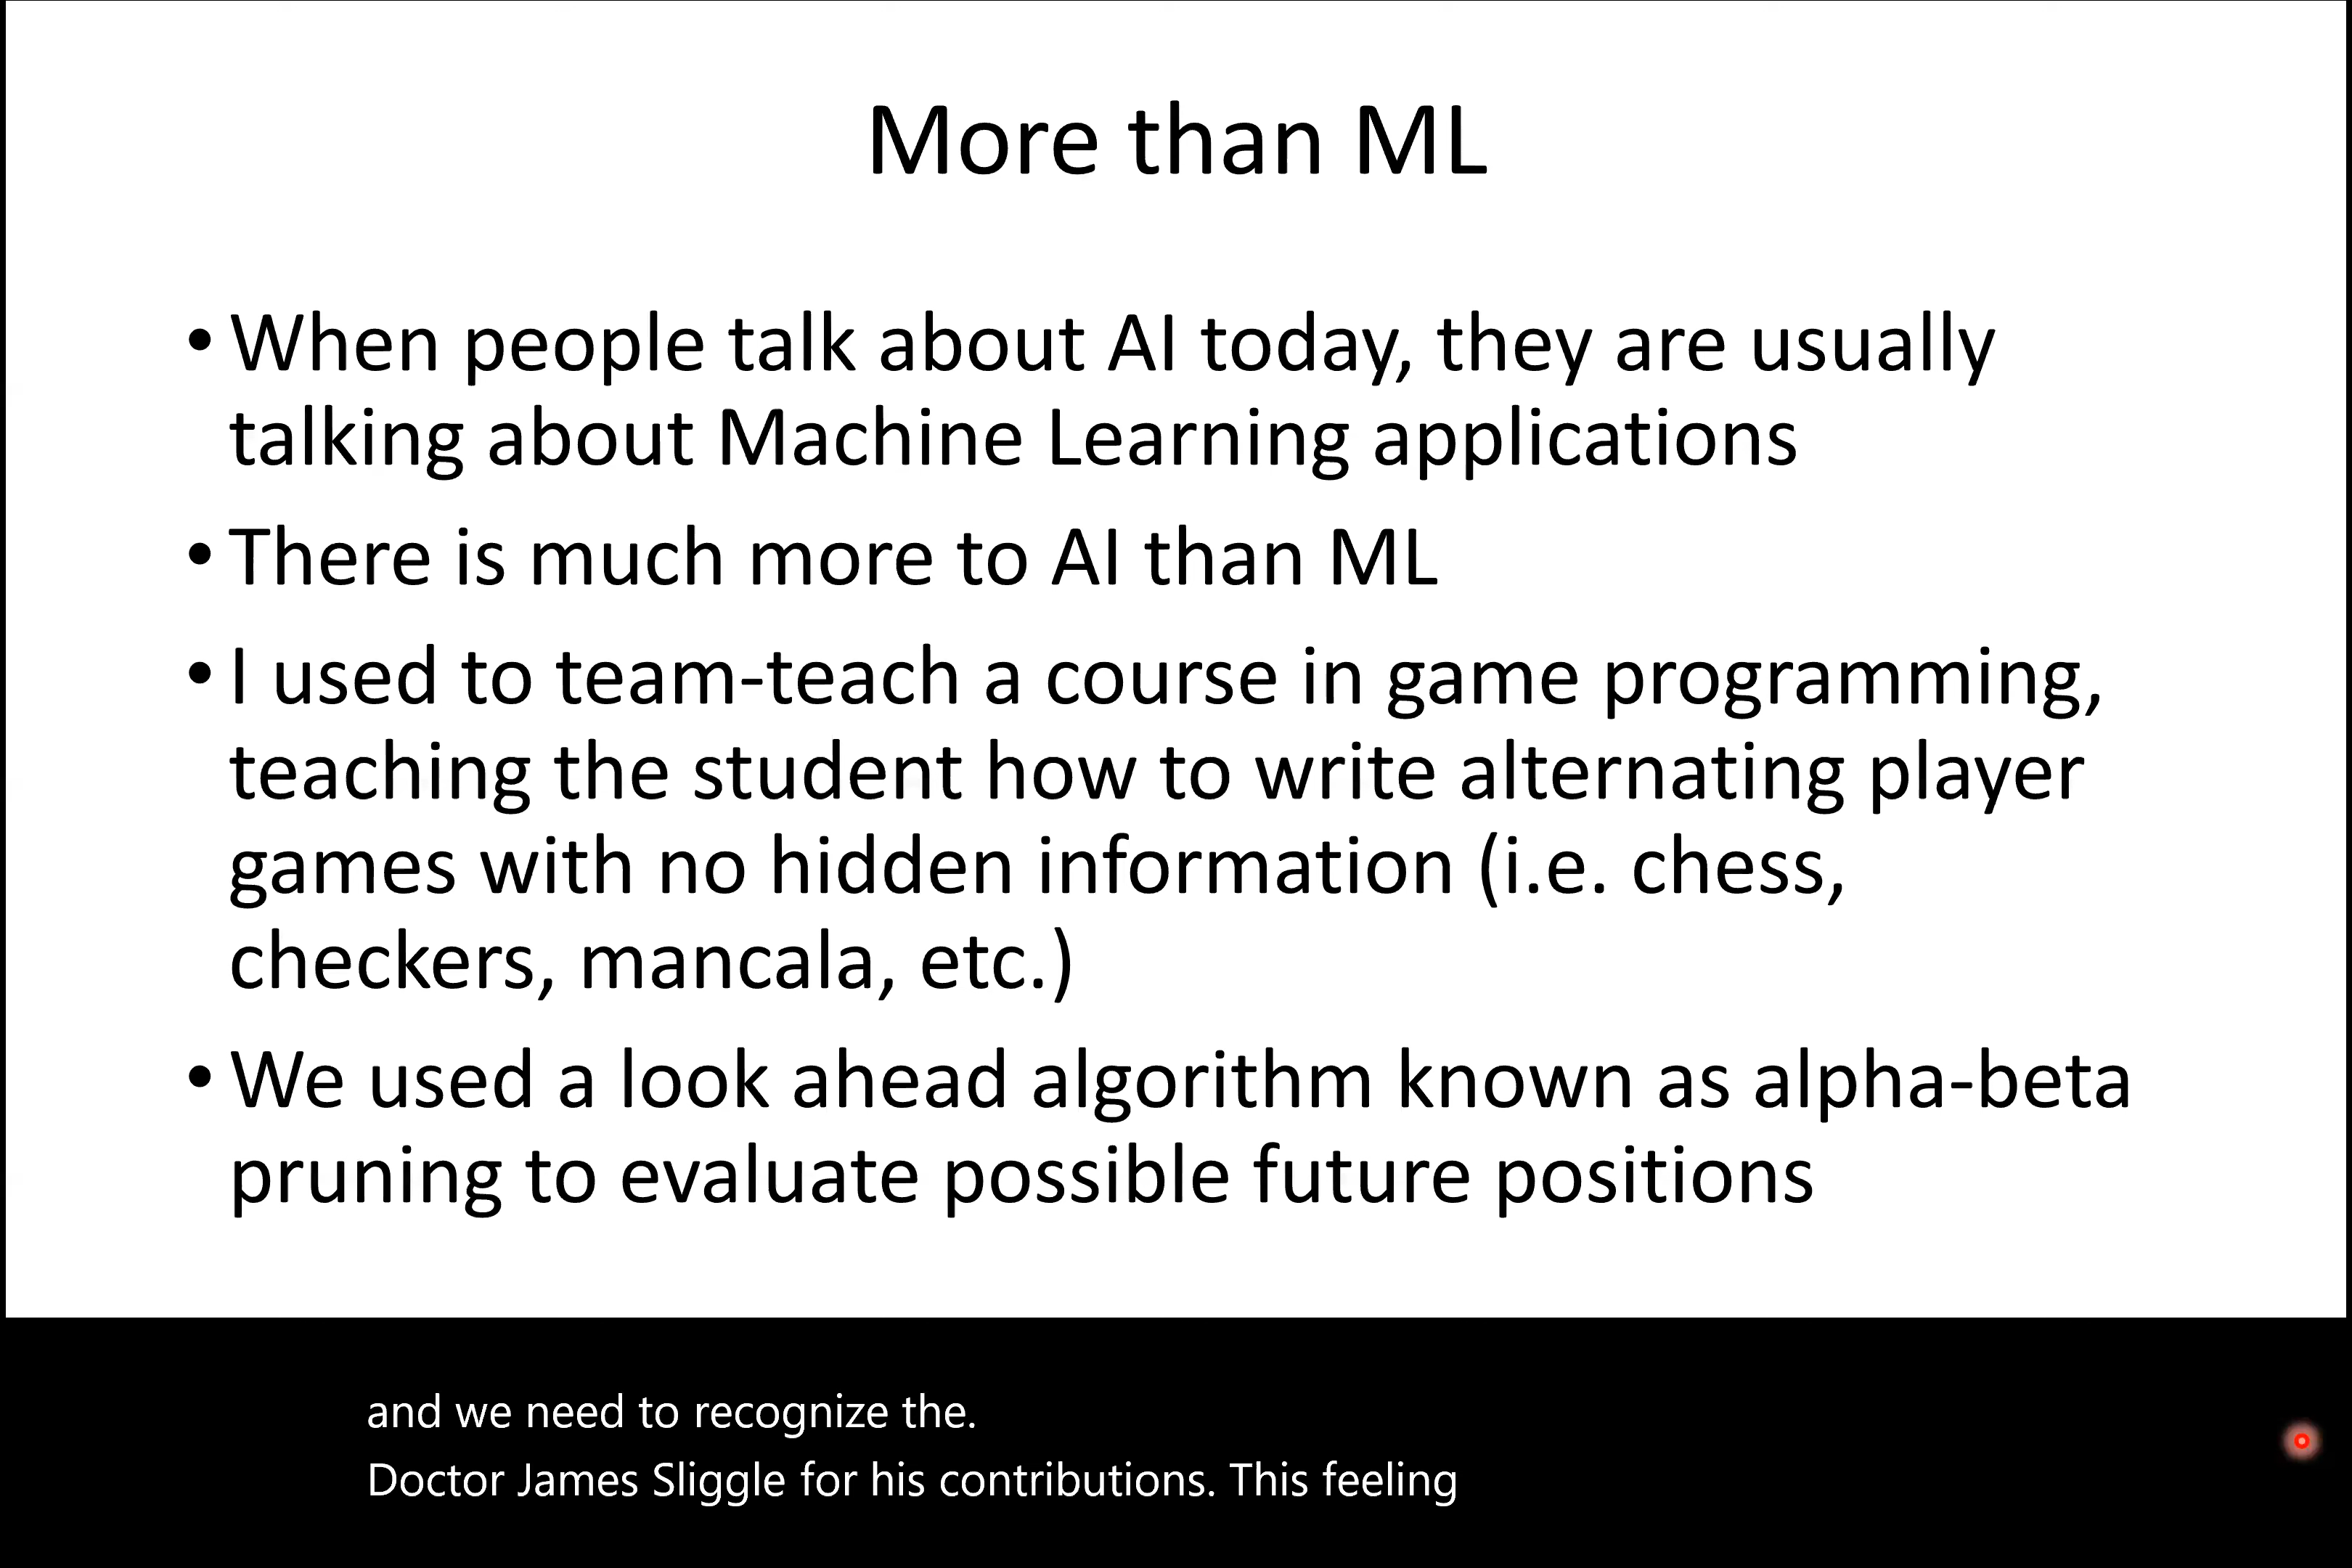 More than ML
• When people talk about AI today, they are usually
talking about Machine Learning applications
• There is much more to AI than ML
• I used to team-teach a course in game programming,
teaching the student how to write alternating player
games with no hidden information (i.e. chess,
checkers, mancala, etc.)
• We used a look ahead algorithm known as alpha-beta
pruning to evaluate possible future positions
and we need to recognize the.
Doctor James Sliggle for his contributions. This feeling